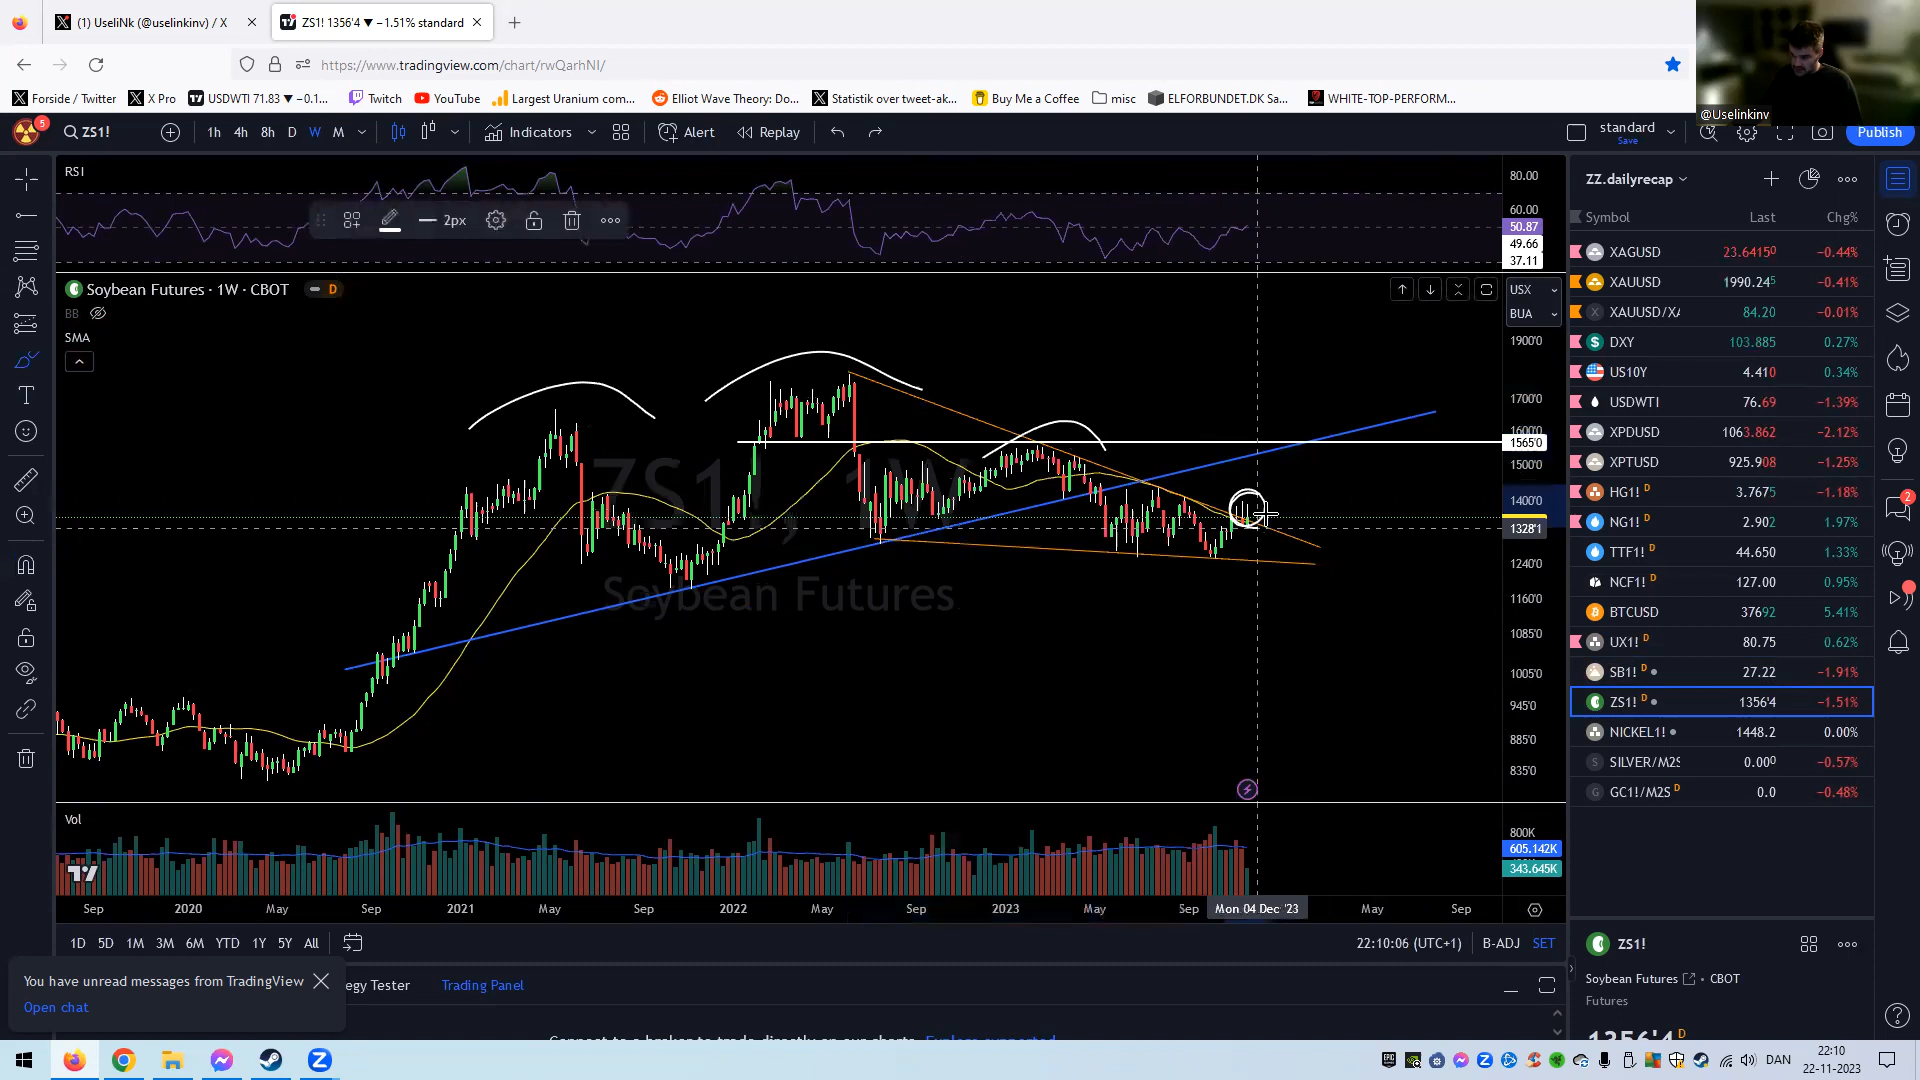 (1) UseliNk (@uselinkinv) / X
ZS1! 1356'4 ▼ −1.51% standard
https://www.tradingview.com/chart/rwQarhNI/
Forside / Twitter
X Pro
USDWTI 71.83 ▼ −0.1...
Twitch
YouTube
Largest Uranium com...
Elliot Wave Theory: Do...
Statistik over tweet-ak...
Buy Me a Coffee
misc
ELFORBUNDET.DK Sa...
WHITE-TOP-PERFORM...
@Uselinkinv
5
ZS1!
1h 4h 8h D W M
Indicators
Alert
Replay
standard
Save
Publish
RSI
2px
80.00
60.00
50.87
49.66
37.11
Soybean Futures · 1W · CBOT
D
BB
SMA
USX
BUA
ZS1!, 1W
Soybean Futures
1900'0
1700'0
1600'0
1565'0
1500'0
1400'0
1328'1
1240'0
1160'0
1085'0
1005'0
945'0
885'0
835'0
Vol
800K
605.142K
343.645K
Sep 2020 May Sep 2021 May Sep 2022 May Sep 2023 May Sep Mon 04 Dec '23 May Sep
1D 5D 1M 3M 6M YTD 1Y 5Y All
22:10:06 (UTC+1) B-ADJ SET
You have unread messages from TradingView
Open chat
egy Tester
Trading Panel
ZZ.dailyrecap
Symbol Last Chg%
XAGUSD 23.6415⁰ −0.44%
XAUUSD 1990.24⁵ −0.41%
XAUUSD/XA 84.20 −0.01%
DXY 103.885 0.27%
US10Y 4.410 0.34%
USDWTI 76.69 −1.39%
XPDUSD 1063.862 −2.12%
XPTUSD 925.908 −1.25%
HG1! D 3.7675 −1.18%
NG1! D 2.902 1.97%
TTF1! D 44.650 1.33%
NCF1! D 127.00 0.95%
BTCUSD 37692 5.41%
UX1! D 80.75 0.62%
SB1! D 27.22 −1.91%
ZS1! D 1356'4 −1.51%
NICKEL1! 1448.2 0.00%
SILVER/M2S 0.00⁰ −0.57%
GC1!/M2S D 0.0 −0.48%
2
ZS1!
Soybean Futures • CBOT
Futures
1356'4 D
DAN
22:10
22-11-2023